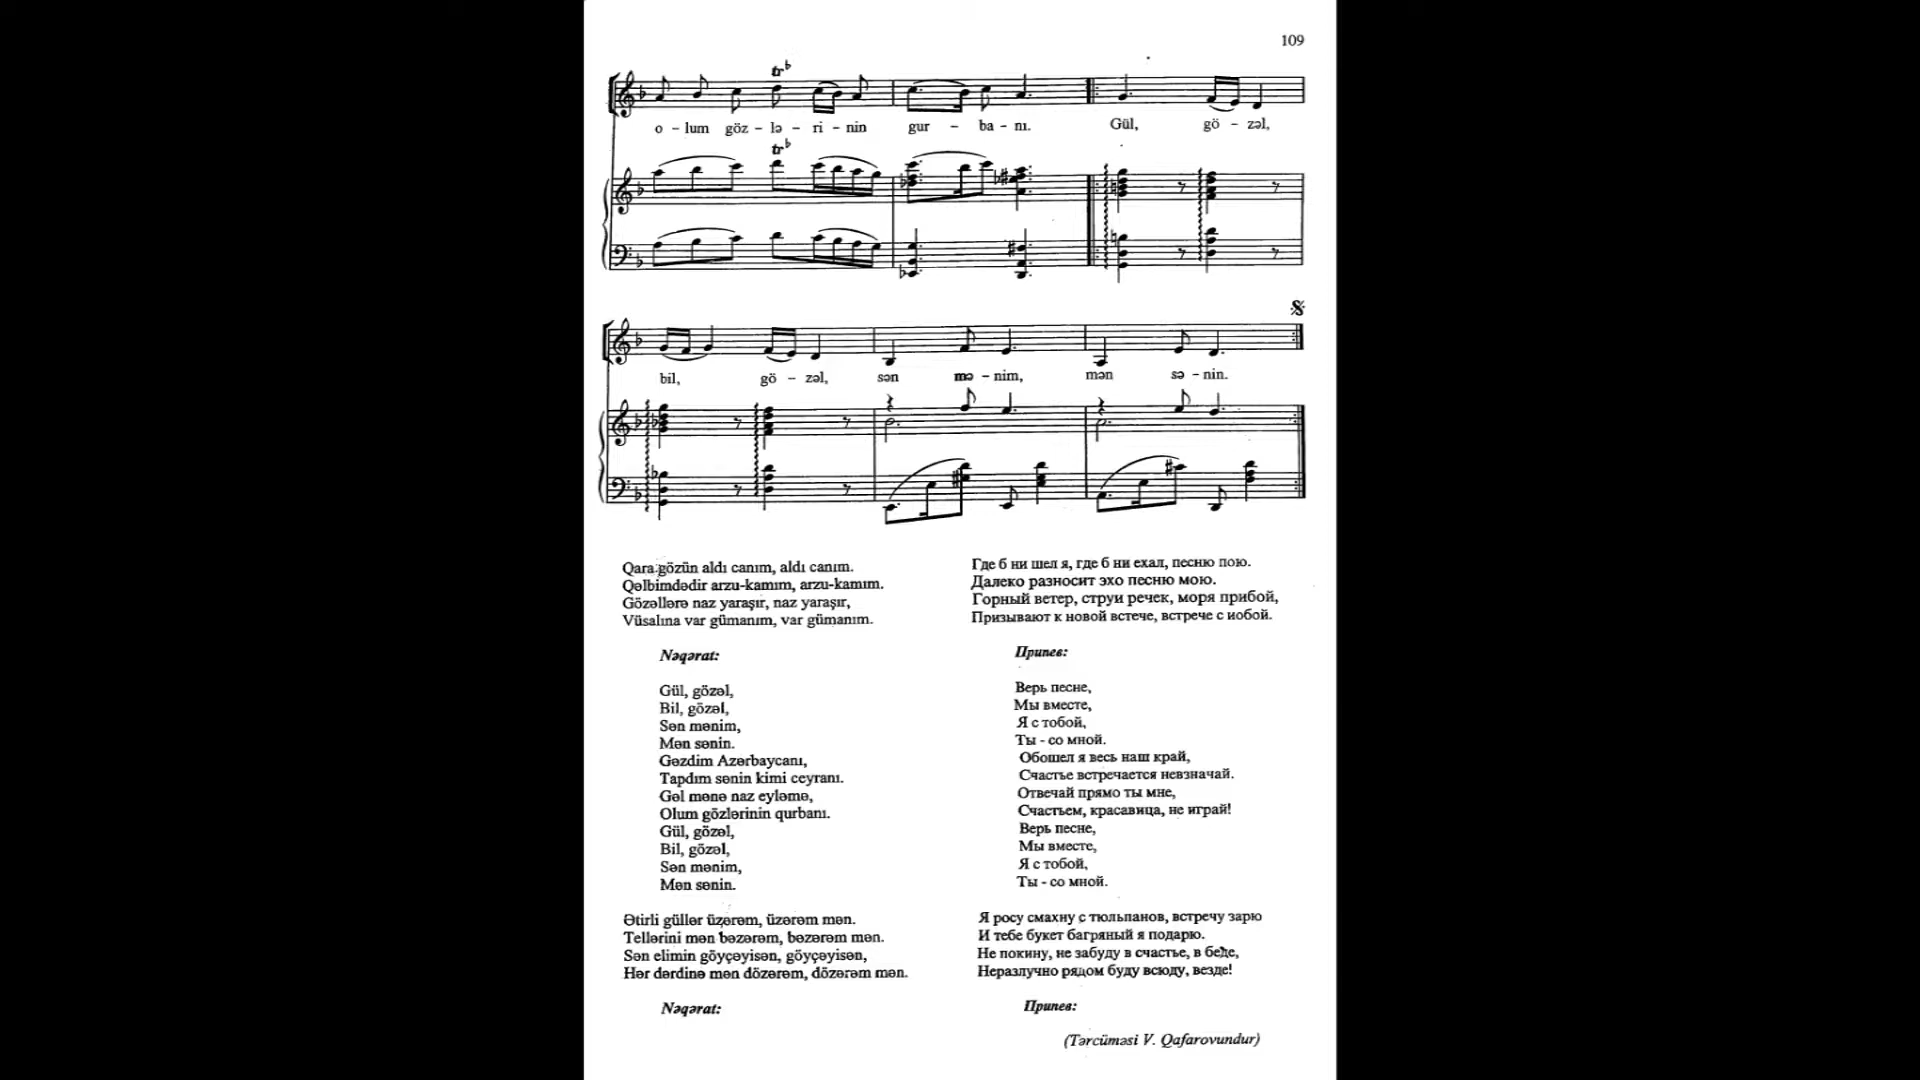 109
tr♭
o – lum göz – lə – ri – nin gur – ba – nı. Gül, gö – zəl,
tr♭
bil, gö – zəl, sən mə – nim, mən sə – nin.
Qara gözün aldı canım, aldı canım.
Qəlbimdədir arzu-kamım, arzu-kamım.
Gözəllərə naz yaraşır, naz yaraşır,
Vüsalına var gümanım, var gümanım.
Nəqərat:
Gül, gözəl,
Bil, gözəl,
Sən mənim,
Mən sənin.
Gəzdim Azərbaycanı,
Tapdım sənin kimi ceyranı.
Gəl mənə naz eyləmə,
Olum gözlərinin qurbanı.
Gül, gözəl,
Bil, gözəl,
Sən mənim,
Mən sənin.
Ətirli güllər üzərəm, üzərəm mən.
Tellərini mən bəzərəm, bəzərəm mən.
Sən elimin göyçəyisən, göyçəyisən,
Hər dərdinə mən dözərəm, dözərəm mən.
Nəqərat:
Где б ни шел я, где б ни ехал, песню пою.
Далеко разносит эхо песню мою.
Горный ветер, струи речек, моря прибой,
Призывают к новой встече, встрече с иобой.
Припев:
Верь песне,
Мы вместе,
Я с тобой,
Ты - со мной.
Обошел я весь наш край,
Счастье встречается невзначай.
Отвечай прямо ты мне,
Счастьем, красавица, не играй!
Верь песне,
Мы вместе,
Я с тобой,
Ты - со мной.
Я росу смахну с тюльпанов, встречу зарю
И тебе букет багряный я подарю.
Не покину, не забуду в счастье, в беде,
Неразлучно рядом буду всюду, везде!
Припев:
(Tərcüməsi V. Qafarovundur)